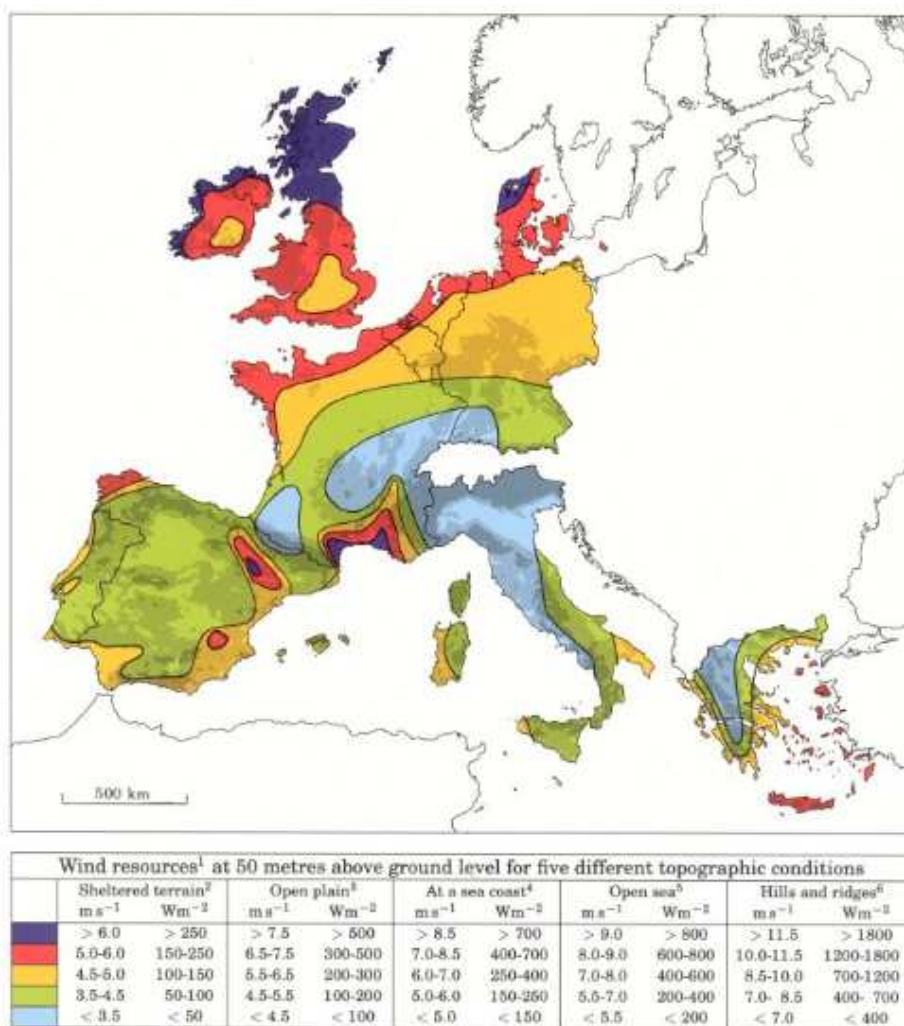 500 km
Wind resources¹ at 50 metres above ground level for five different topographic conditions
Sheltered terrain² Open plain³ At a sea coast⁴ Open sea⁵ Hills and ridges⁶
m s⁻¹ Wm⁻² m s⁻¹ Wm⁻² m s⁻¹ Wm⁻² m s⁻¹ Wm⁻² m s⁻¹ Wm⁻²
> 6.0 > 250 > 7.5 > 500 > 8.5 > 700 > 9.0 > 800 > 11.5 > 1800
5.0-6.0 150-250 6.5-7.5 300-500 7.0-8.5 400-700 8.0-9.0 600-800 10.0-11.5 1200-1800
4.5-5.0 100-150 5.5-6.5 200-300 6.0-7.0 250-400 7.0-8.0 400-600 8.5-10.0 700-1200
3.5-4.5 50-100 4.5-5.5 100-200 5.0-6.0 150-250 5.5-7.0 200-400 7.0- 8.5 400- 700
< 3.5 < 50 < 4.5 < 100 < 5.0 < 150 < 5.5 < 200 < 7.0 < 400